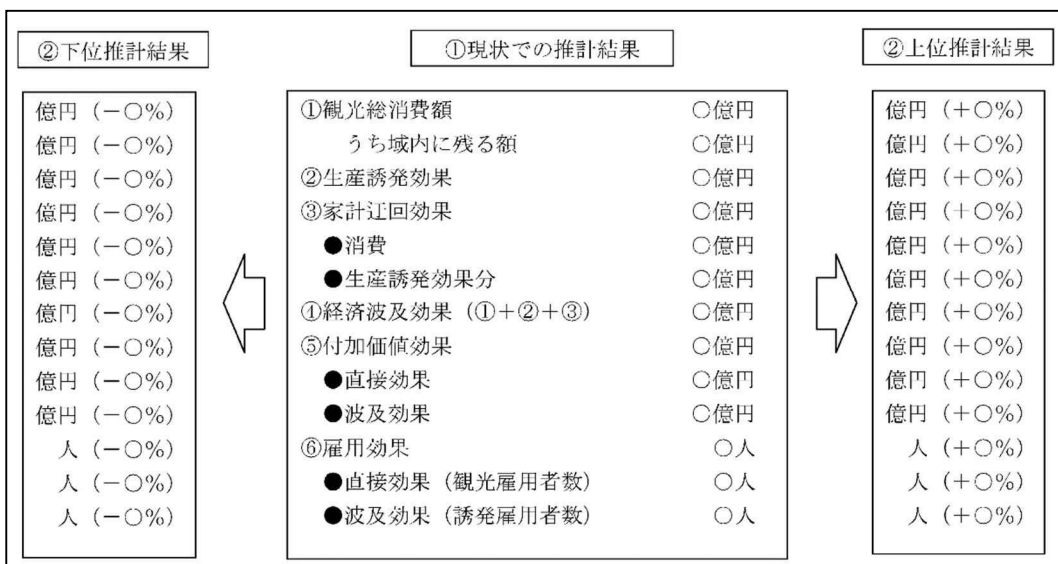 ②下位推計結果
億円（－○%）
億円（－○%）
億円（－○%）
億円（－○%）
億円（－○%）
億円（－○%）
億円（－○%）
億円（－○%）
億円（－○%）
億円（－○%）
人（－○%）
人（－○%）
人（－○%）
①現状での推計結果
①観光総消費額 ○億円
うち域内に残る額 ○億円
②生産誘発効果 ○億円
③家計迂回効果 ○億円
●消費 ○億円
●生産誘発効果分 ○億円
④経済波及効果（①＋②＋③） ○億円
⑤付加価値効果 ○億円
●直接効果 ○億円
●波及効果 ○億円
⑥雇用効果 ○人
●直接効果（観光雇用者数） ○人
●波及効果（誘発雇用者数） ○人
②上位推計結果
億円（＋○%）
億円（＋○%）
億円（＋○%）
億円（＋○%）
億円（＋○%）
億円（＋○%）
億円（＋○%）
億円（＋○%）
億円（＋○%）
億円（＋○%）
人（＋○%）
人（＋○%）
人（＋○%）